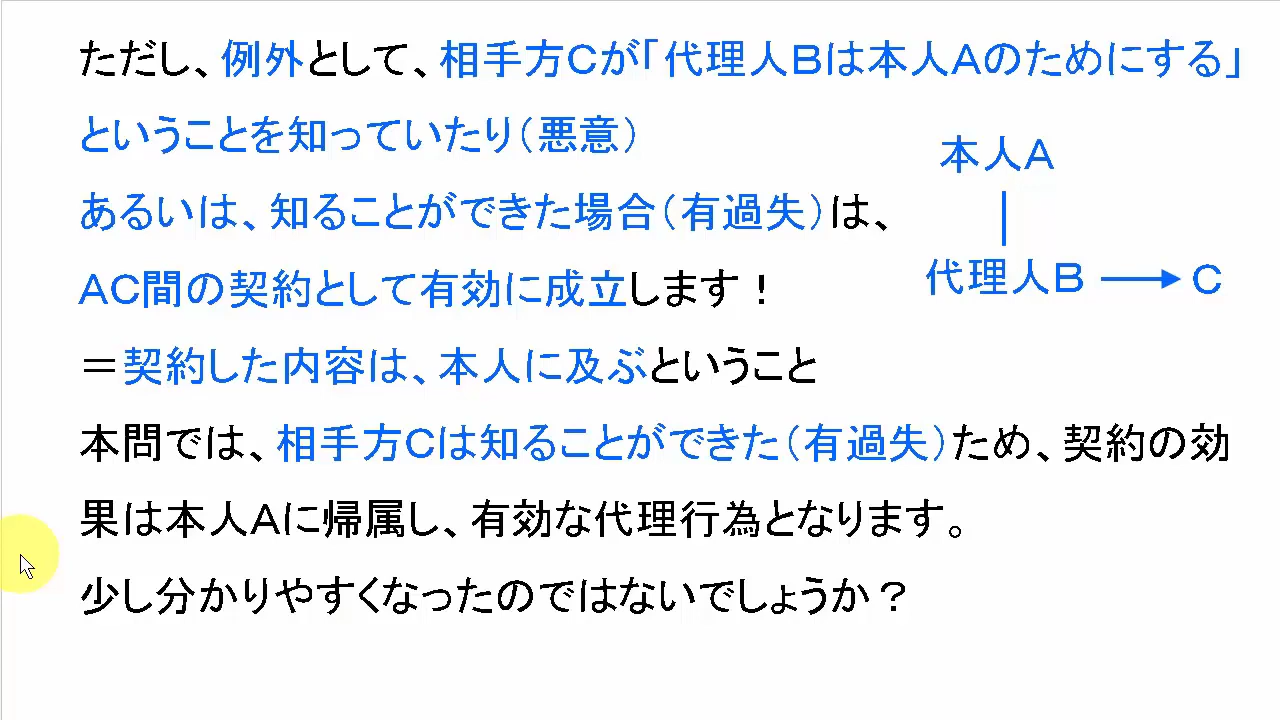 ただし、例外として、相手方Cが「代理人Bは本人Aのためにする」
ということを知っていたり(悪意)
あるいは、知ることができた場合(有過失)は、
AC間の契約として有効に成立します!
=契約した内容は、本人に及ぶということ
本問では、相手方Cは知ることができた(有過失)ため、契約の効
果は本人Aに帰属し、有効な代理行為となります。
少し分かりやすくなったのではないでしょうか?
本人A
代理人B
C